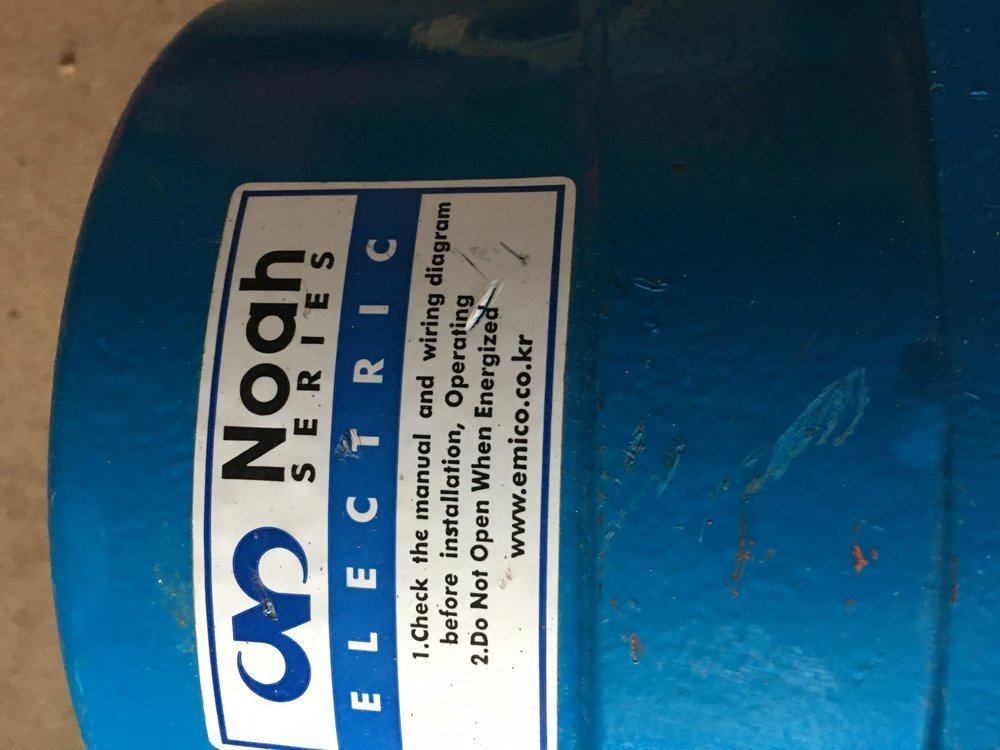 Noah
SERIES
ELECTRIC
1.Check the manual and wiring diagram
before installation, Operating
2.Do Not Open When Energized
www.emico.co.kr